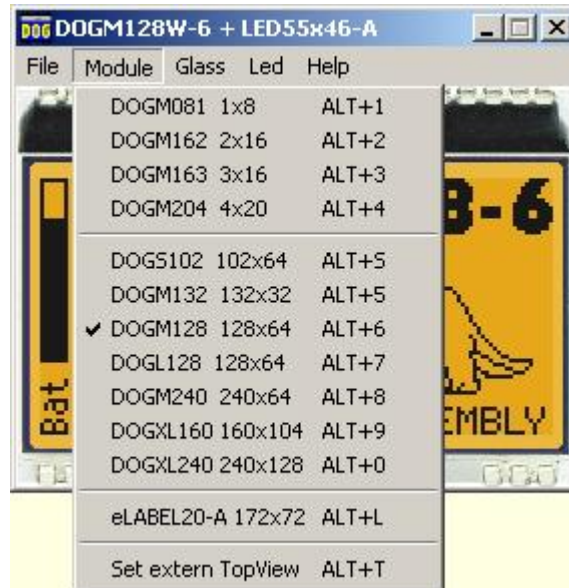 DOG DOGM128W-6 + LED55x46-A
File Module Glass Led Help
DOGM081 1x8 ALT+1
DOGM162 2x16 ALT+2
DOGM163 3x16 ALT+3
DOGM204 4x20 ALT+4
DOGS102 102x64 ALT+S
DOGM132 132x32 ALT+5
DOGM128 128x64 ALT+6
DOGL128 128x64 ALT+7
DOGM240 240x64 ALT+8
DOGXL160 160x104 ALT+9
DOGXL240 240x128 ALT+0
eLABEL20-A 172x72 ALT+L
Set extern TopView ALT+T
Bat
8-6
EMBLY